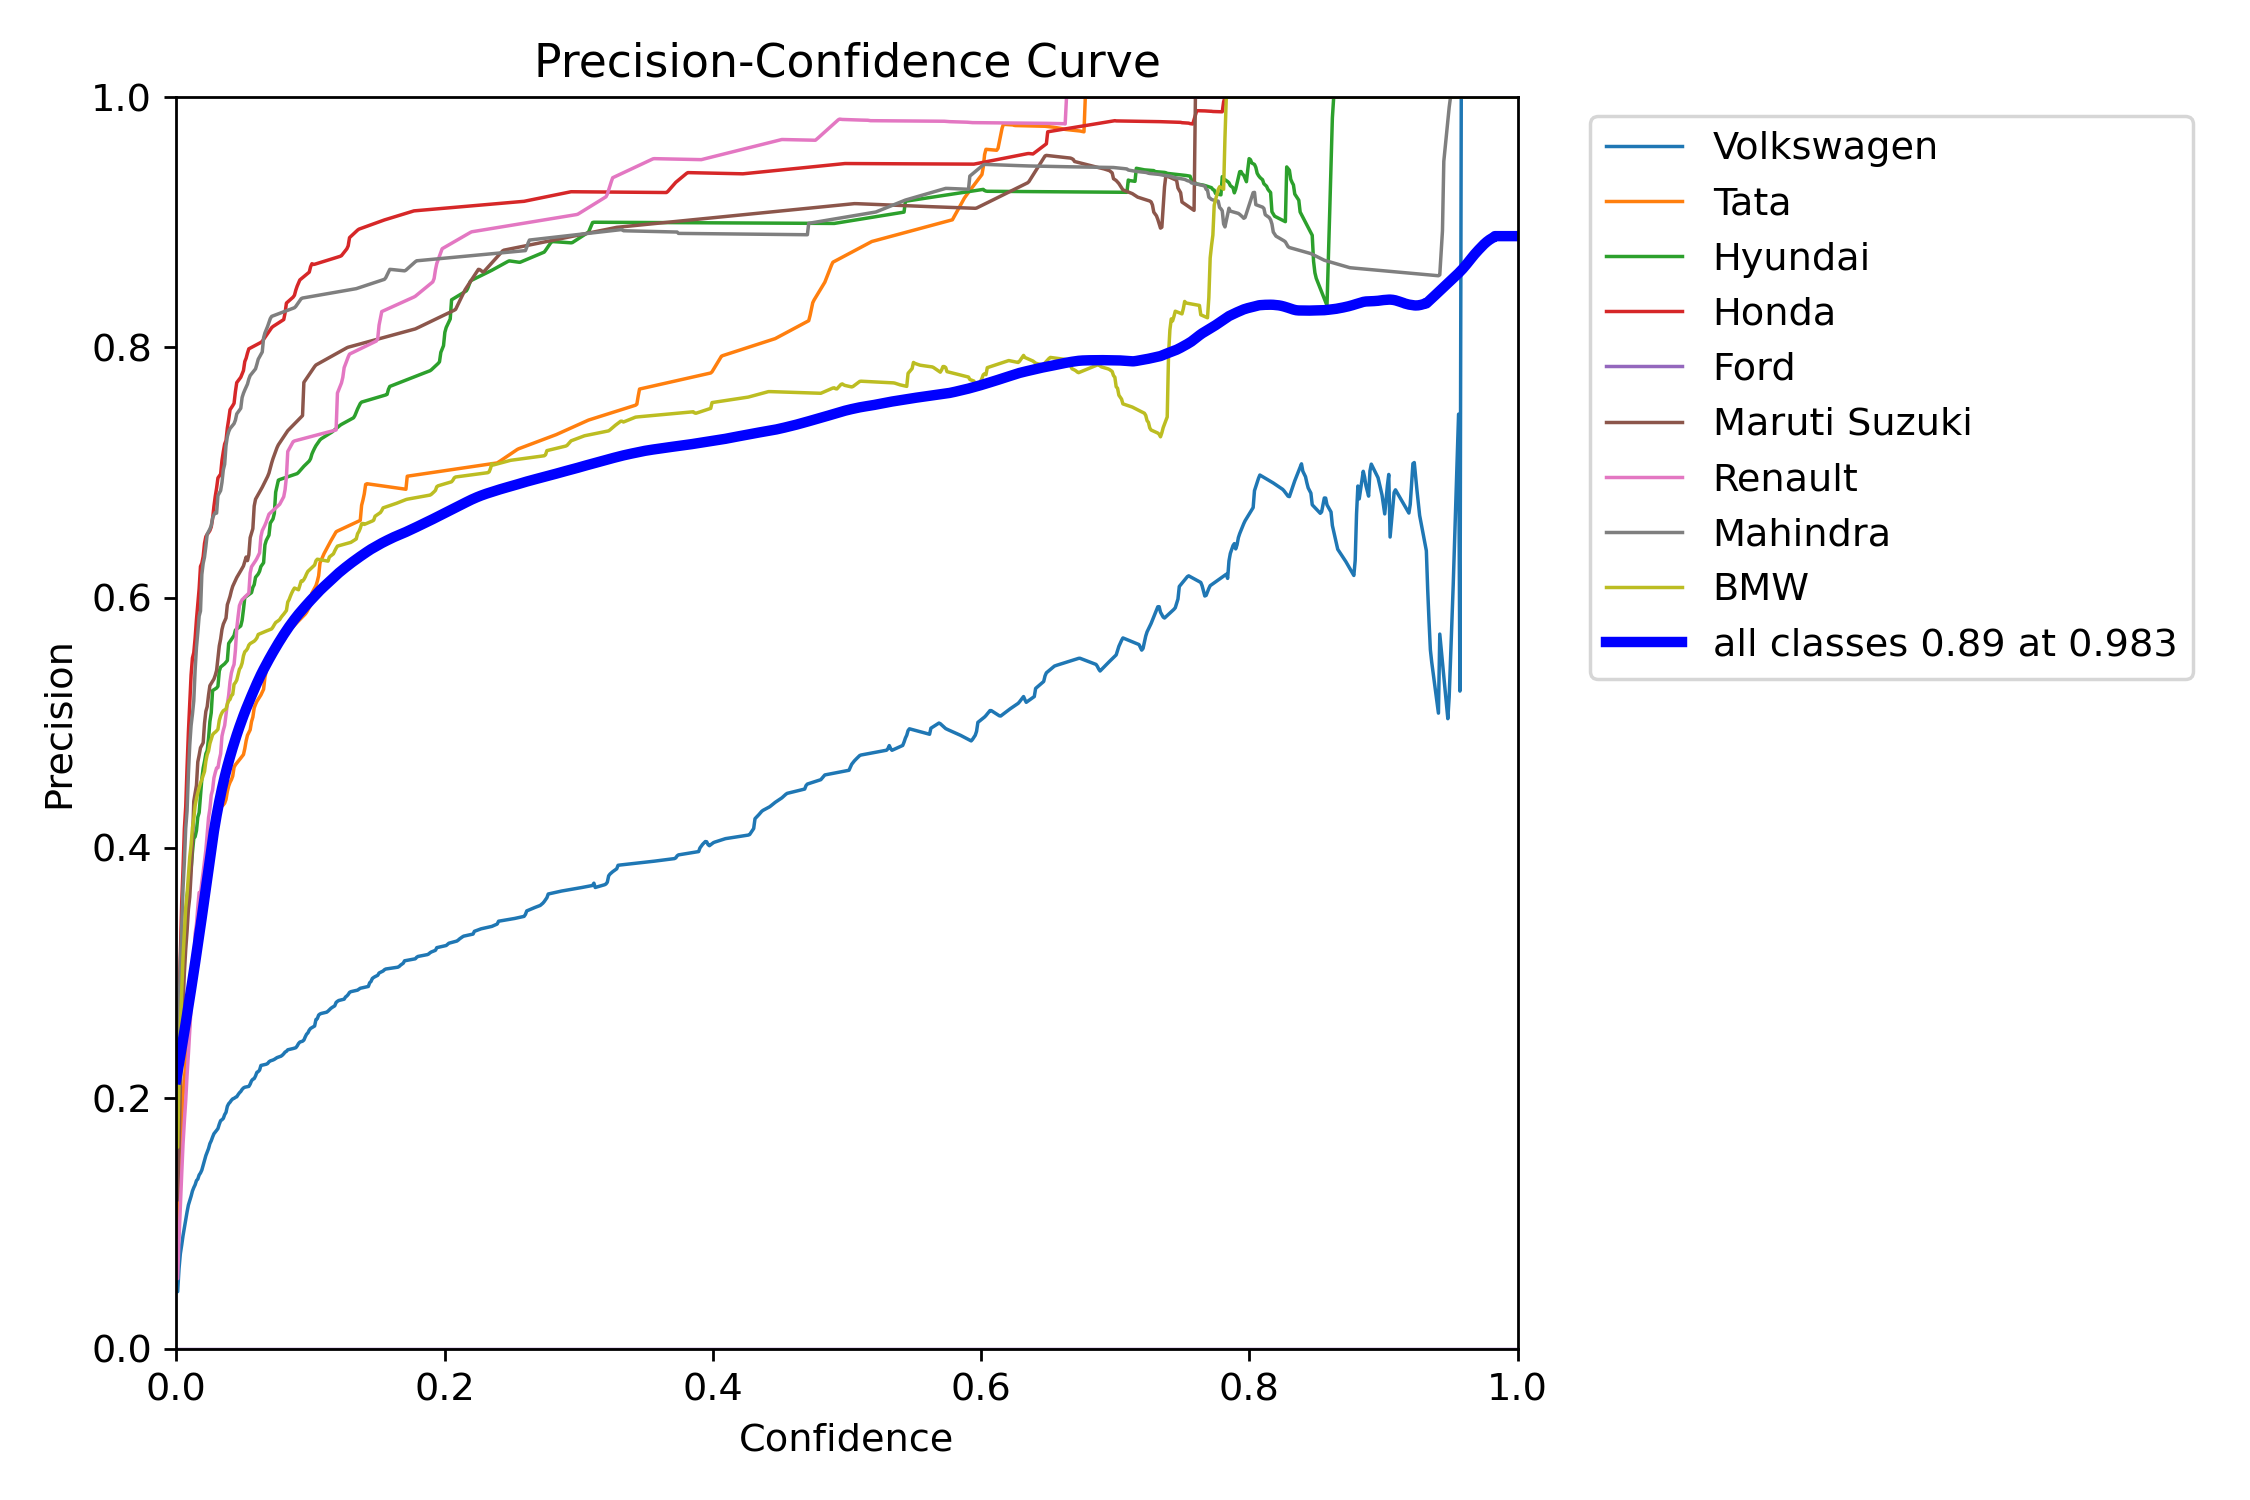 Precision-Confidence Curve
1.0
0.8
0.6
0.4
0.2
0.0
Precision
0.0 0.2 0.4 0.6 0.8 1.0
Confidence
Volkswagen
Tata
Hyundai
Honda
Ford
Maruti Suzuki
Renault
Mahindra
BMW
all classes 0.89 at 0.983